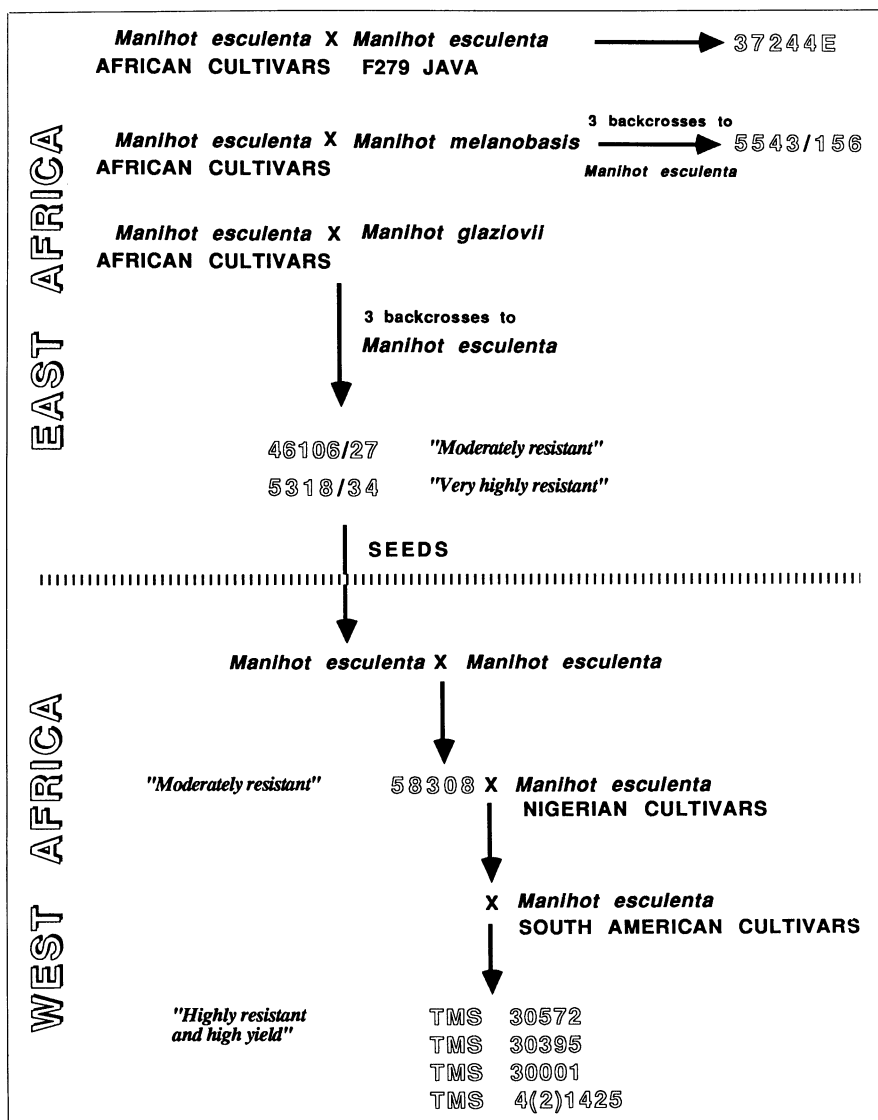 EAST AFRICA
Manihot esculenta X Manihot esculenta 37244E
AFRICAN CULTIVARS F279 JAVA
3 backcrosses to
Manihot esculenta X Manihot melanobasis 5543/156
AFRICAN CULTIVARS Manihot esculenta
Manihot esculenta X Manihot glaziovii
AFRICAN CULTIVARS
3 backcrosses to
Manihot esculenta
46106/27 "Moderately resistant"
5318/34 "Very highly resistant"
SEEDS
WEST AFRICA
Manihot esculenta X Manihot esculenta
"Moderately resistant" 58308 X Manihot esculenta
NIGERIAN CULTIVARS
X Manihot esculenta
SOUTH AMERICAN CULTIVARS
"Highly resistant TMS 30572
and high yield"
TMS 30395
TMS 30001
TMS 4(2)1425